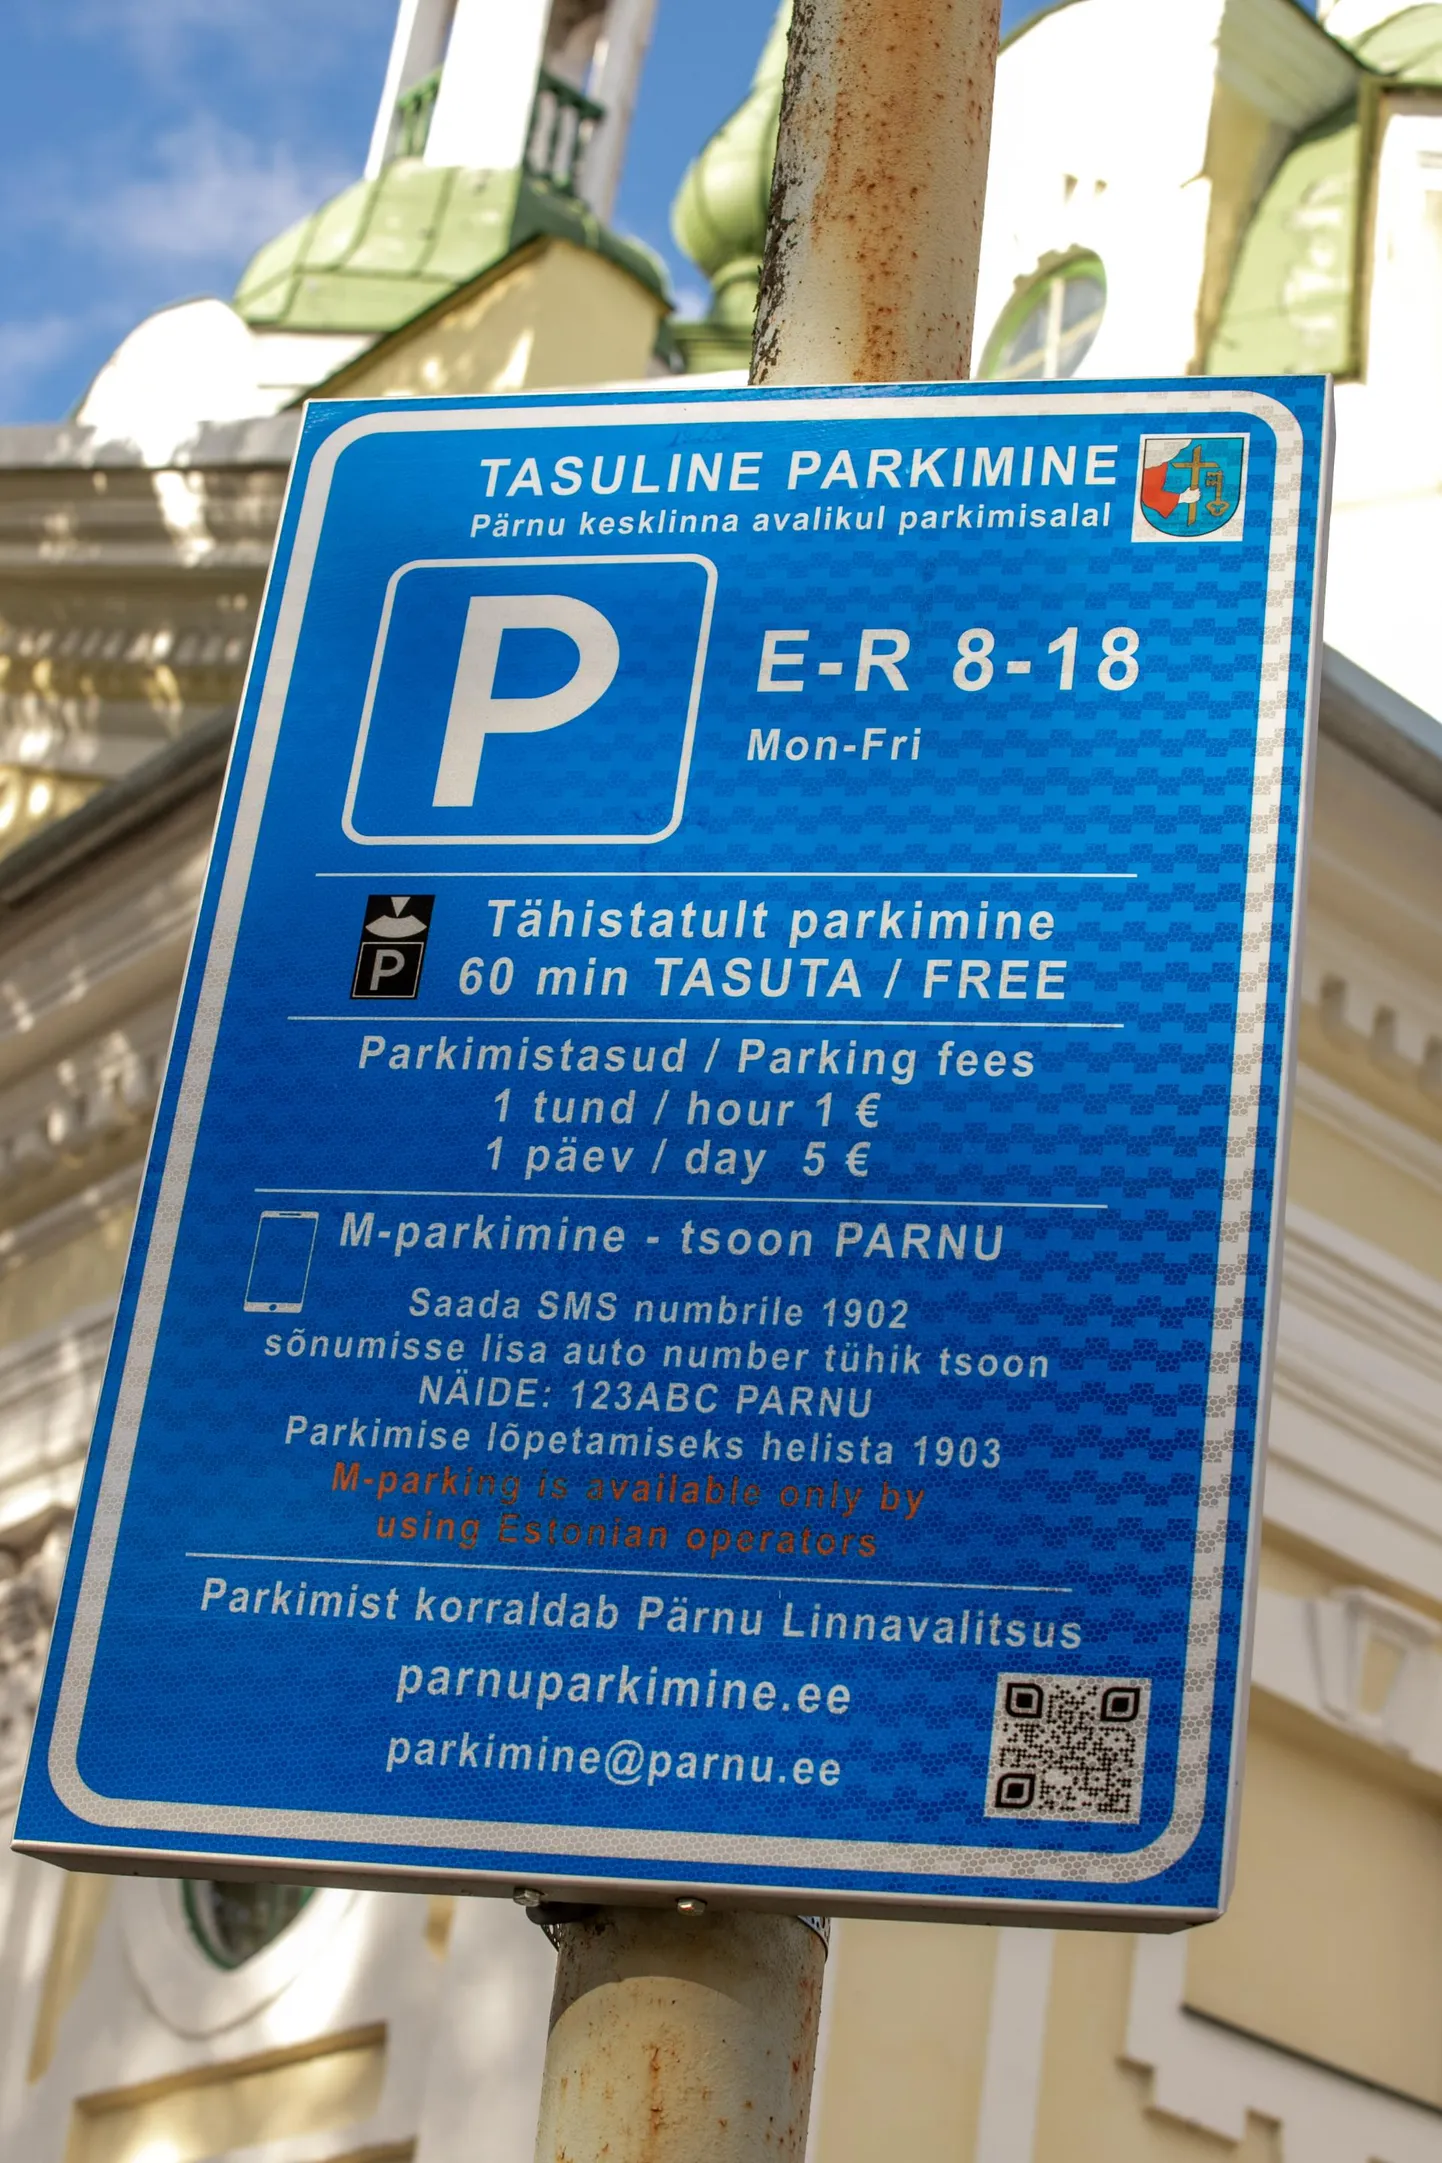 TASULINE PARKIMINE
Pärnu kesklinna avalikul parkimisalal
P
E-R 8-18
Mon-Fri
P
Tähistatult parkimine
60 min TASUTA / FREE
Parkimistasud / Parking fees
1 tund / hour 1 €
1 päev / day 5 €
M-parkimine - tsoon PARNU
Saada SMS numbrile 1902
sõnumisse lisa auto number tühik tsoon
NÄIDE: 123ABC PARNU
Parkimise lõpetamiseks helista 1903
M-parking is available only by
using Estonian operators
Parkimist korraldab Pärnu Linnavalitsus
parnuparkimine.ee
parkimine@parnu.ee